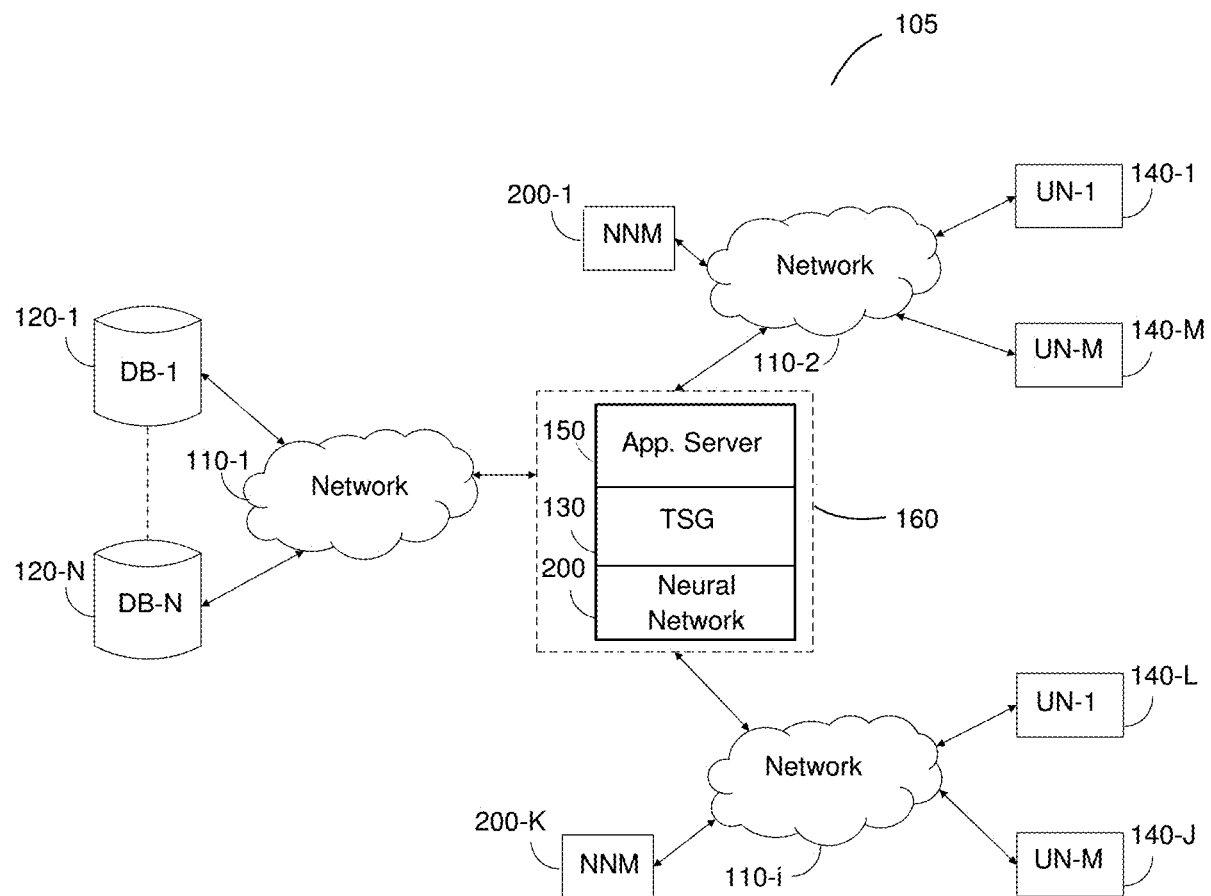 105
200-1
NNM
Network
UN-1
140-1
UN-M
140-M
110-2
120-1
DB-1
110-1
Network
120-N
DB-N
150
App. Server
130
TSG
200
Neural
Network
160
UN-1
140-L
Network
200-K
NNM
110-i
UN-M
140-J